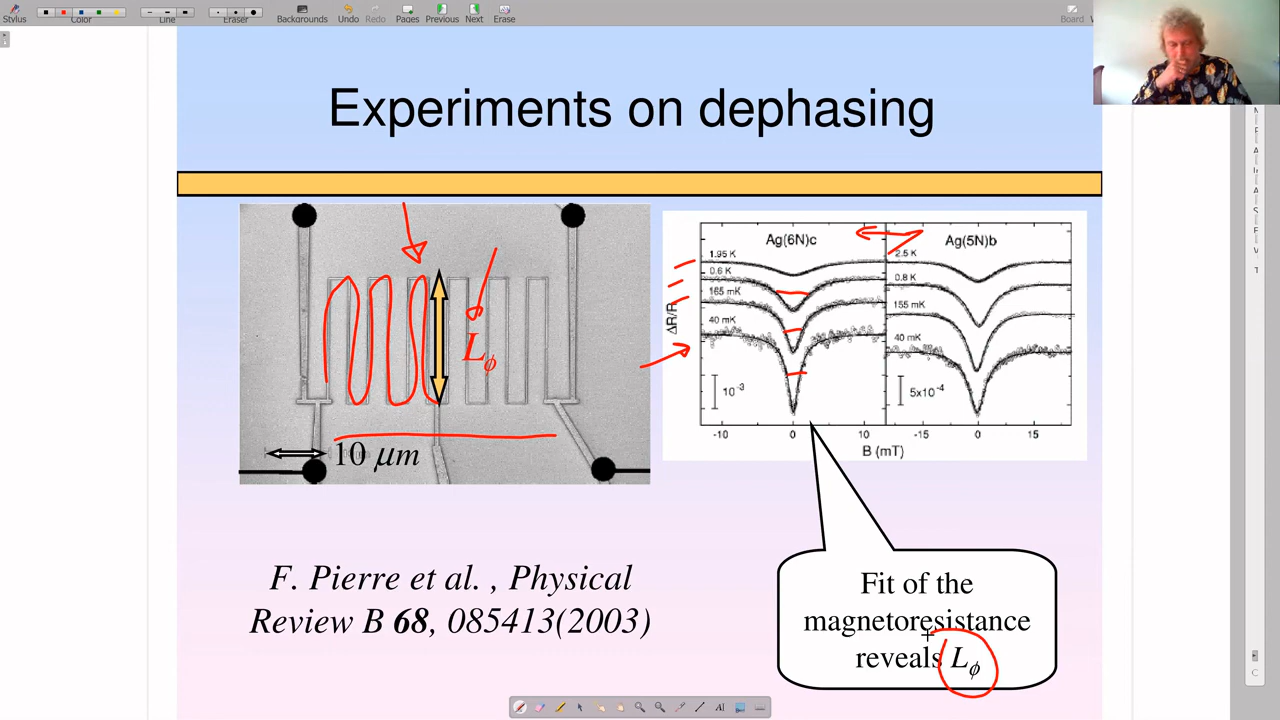 Stylus
Color
Line
Eraser
Backgrounds
Undo
Redo
Pages
Previous
Next
Erase
Board
Experiments on dephasing
Lϕ
10 μm
Ag(6N)c
1.95 K
0.6 K
165 mK
40 mK
ΔR/R
10⁻³
-10
0
10
Ag(5N)b
2.5 K
0.8 K
155 mK
40 mK
5x10⁻⁴
-15
0
15
B (mT)
F. Pierre et al. , Physical
Review B 68, 085413(2003)
Fit of the
magnetoresistance
reveals Lϕ